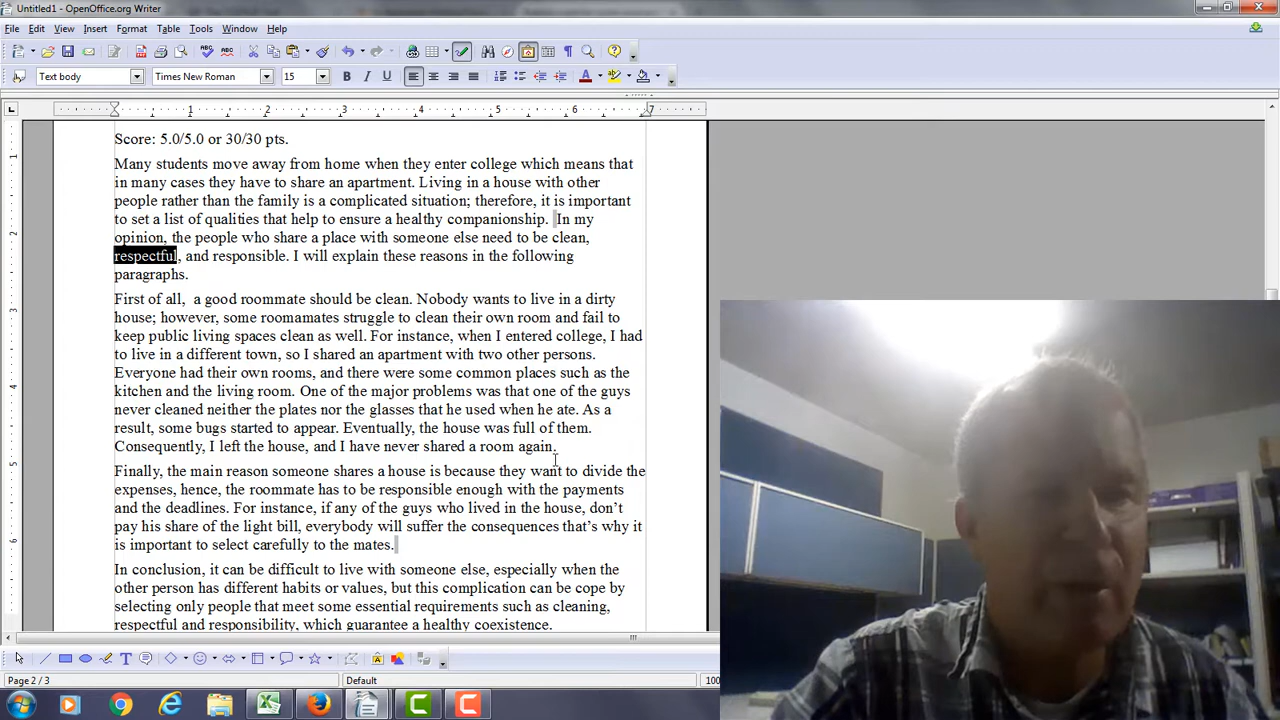 Untitled1 - OpenOffice.org Writer
File Edit View Insert Format Table Tools Window Help
Text body Times New Roman 15
1 2 3 4 5 6 7
Score: 5.0/5.0 or 30/30 pts.
Many students move away from home when they enter college which means that
in many cases they have to share an apartment. Living in a house with other
people rather than the family is a complicated situation; therefore, it is important
to set a list of qualities that help to ensure a healthy companionship. In my
opinion, the people who share a place with someone else need to be clean,
respectful, and responsible. I will explain these reasons in the following
paragraphs.
First of all,  a good roommate should be clean. Nobody wants to live in a dirty
house; however, some roomamates struggle to clean their own room and fail to
keep public living spaces clean as well. For instance, when I entered college, I had
to live in a different town, so I shared an apartment with two other persons.
Everyone had their own rooms, and there were some common places such as the
kitchen and the living room. One of the major problems was that one of the guys
never cleaned neither the plates nor the glasses that he used when he ate. As a
result, some bugs started to appear. Eventually, the house was full of them.
Consequently, I left the house, and I have never shared a room again.
Finally, the main reason someone shares a house is because they want to divide the
expenses, hence, the roommate has to be responsible enough with the payments
and the deadlines. For instance, if any of the guys who lived in the house, don't
pay his share of the light bill, everybody will suffer the consequences that's why it
is important to select carefully to the mates.
In conclusion, it can be difficult to live with someone else, especially when the
other person has different habits or values, but this complication can be cope by
selecting only people that meet some essential requirements such as cleaning,
respectful and responsibility, which guarantee a healthy coexistence.
Page 2 / 3 Default 100